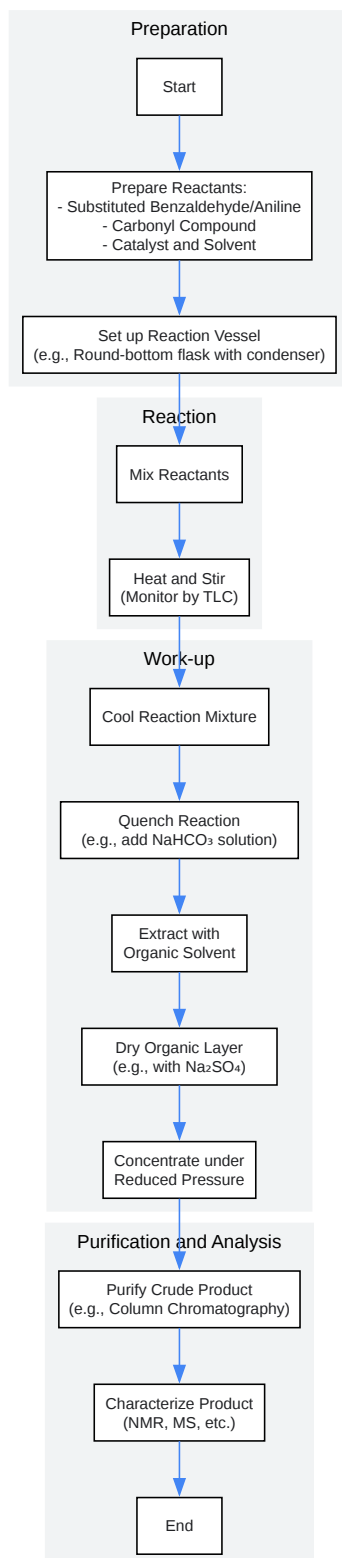 Preparation
Start
Prepare Reactants:
- Substituted Benzaldehyde/Aniline
- Carbonyl Compound
- Catalyst and Solvent
Set up Reaction Vessel
(e.g., Round-bottom flask with condenser)
Reaction
Mix Reactants
Heat and Stir
(Monitor by TLC)
Work-up
Cool Reaction Mixture
Quench Reaction
(e.g., add NaHCO₃ solution)
Extract with
Organic Solvent
Dry Organic Layer
(e.g., with Na₂SO₄)
Concentrate under
Reduced Pressure
Purification and Analysis
Purify Crude Product
(e.g., Column Chromatography)
Characterize Product
(NMR, MS, etc.)
End